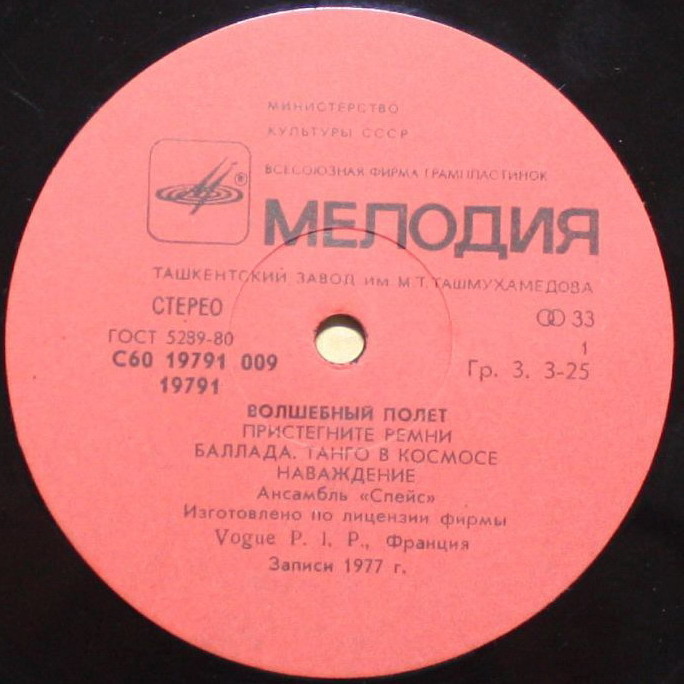 МИНИСТЕРСТВО
КУЛЬТУРЫ СССР
ВСЕСОЮЗНАЯ ФИРМА ГРАМПЛАСТИНОК
®
МЕЛОДИЯ
ТАШКЕНТСКИЙ ЗАВОД ИМ. М.Т.ТАШМУХАМЕДОВА
СТЕРЕО
33
ГОСТ 5289-80
1
С60 19791 009
Гр. 3. 3-25
19791
ВОЛШЕБНЫЙ ПОЛЕТ
ПРИСТЕГНИТЕ РЕМНИ
БАЛЛАДА. ТАНГО В КОСМОСЕ
НАВАЖДЕНИЕ
Ансамбль «Спейс»
Изготовлено по лицензии фирмы
Vogue P. I. P., Франция
Записи 1977 г.